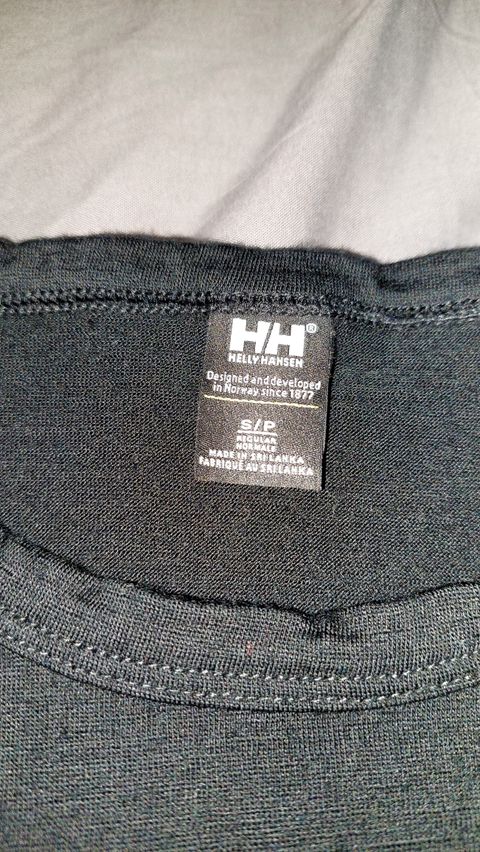 H/H®
HELLY HANSEN
Designed and developed
in Norway since 1877
S/P
REGULAR
NORMALE
MADE IN SRI LANKA
FABRIQUÉ AU SRI LANKA